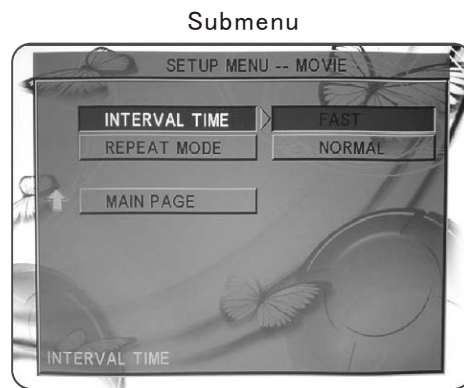 Submenu
SETUP MENU -- MOVIE
INTERVAL TIME FAST
REPEAT MODE NORMAL
MAIN PAGE
INTERVAL TIME